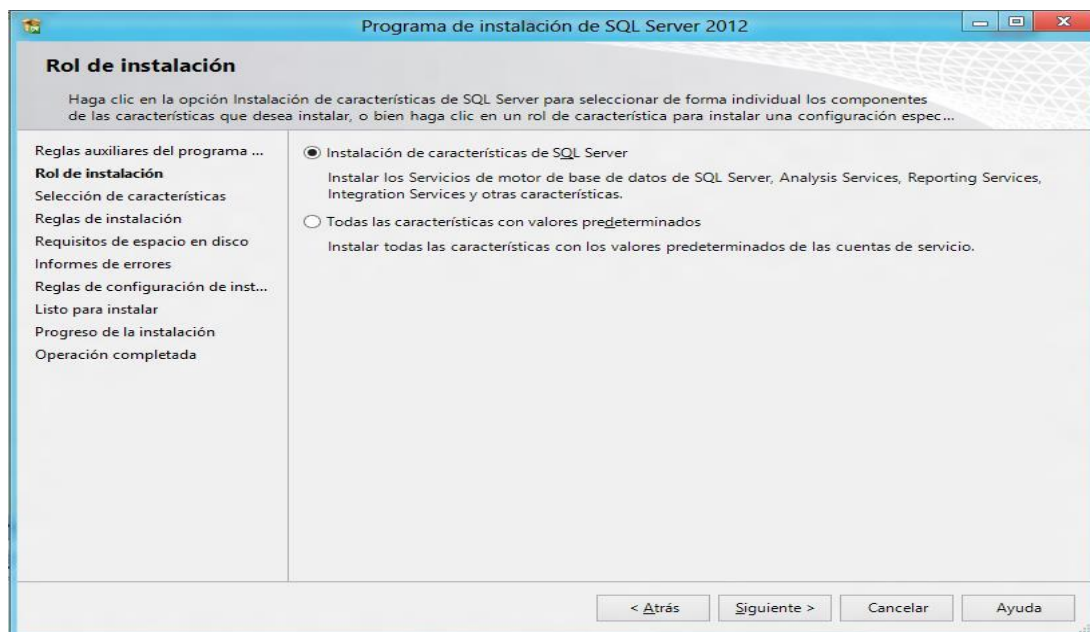 Programa de instalación de SQL Server 2012
Rol de instalación
Haga clic en la opción Instalación de características de SQL Server para seleccionar de forma individual los componentes
de las características que desea instalar, o bien haga clic en un rol de característica para instalar una configuración espec...
Reglas auxiliares del programa ...
Rol de instalación
Selección de características
Reglas de instalación
Requisitos de espacio en disco
Informes de errores
Reglas de configuración de inst...
Listo para instalar
Progreso de la instalación
Operación completada
Instalación de características de SQL Server
Instalar los Servicios de motor de base de datos de SQL Server, Analysis Services, Reporting Services,
Integration Services y otras características.
Todas las características con valores predeterminados
Instalar todas las características con los valores predeterminados de las cuentas de servicio.
< Atrás
Siguiente >
Cancelar
Ayuda